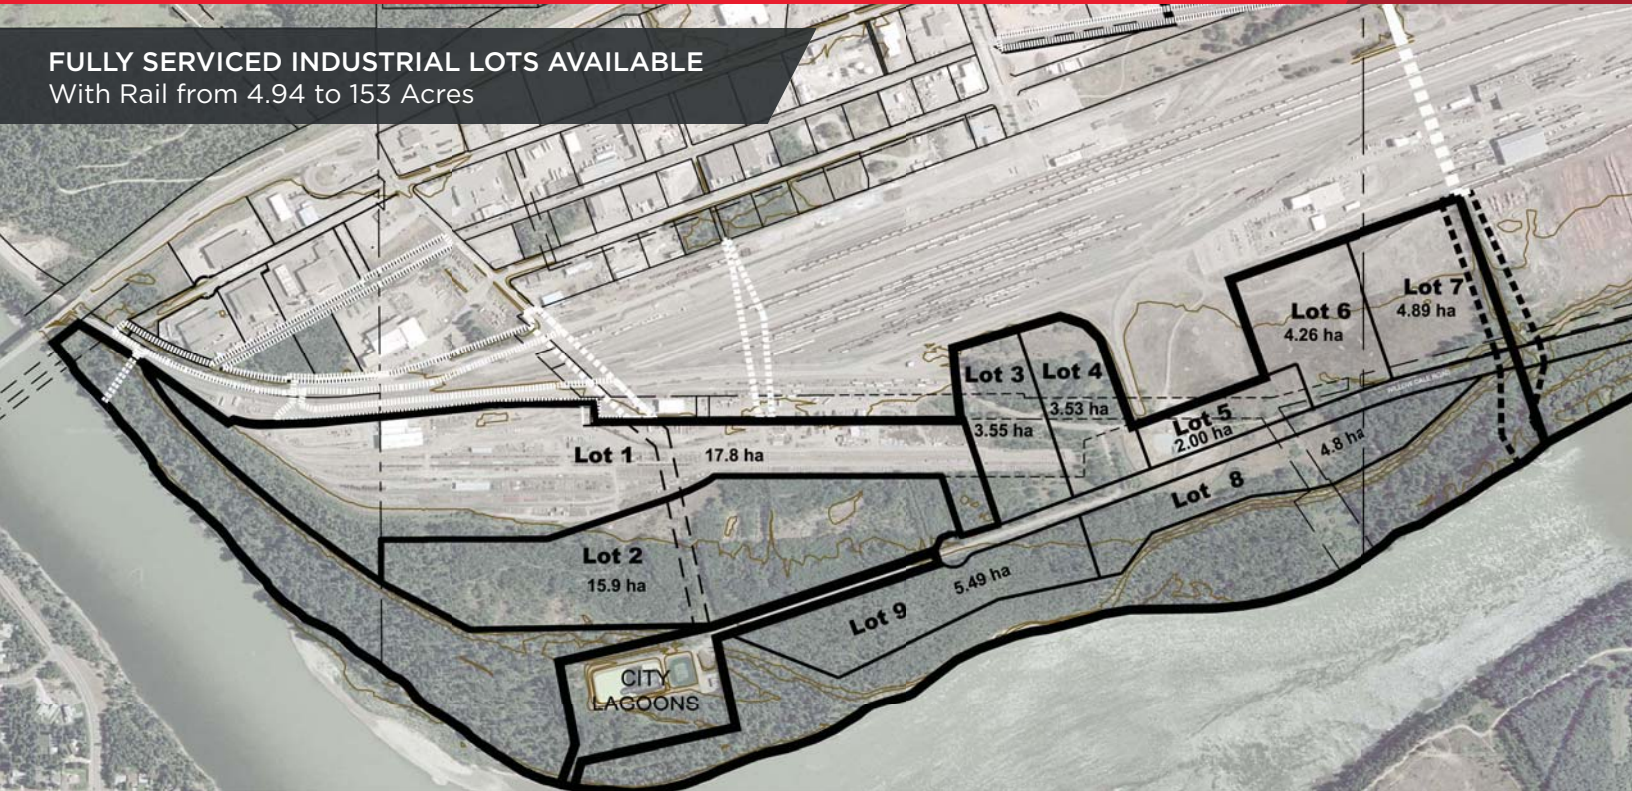 FULLY SERVICED INDUSTRIAL LOTS AVAILABLE
With Rail from 4.94 to 153 Acres
Lot 7
4.89 ha
Lot 6
4.26 ha
Lot 3
3.55 ha
Lot 4
3.53 ha
Lot 5
2.00 ha
WILLOW CALE ROAD
4.8 ha
Lot 8
Lot 1
17.8 ha
Lot 2
15.9 ha
5.49 ha
Lot 9
CITY
LAGOONS